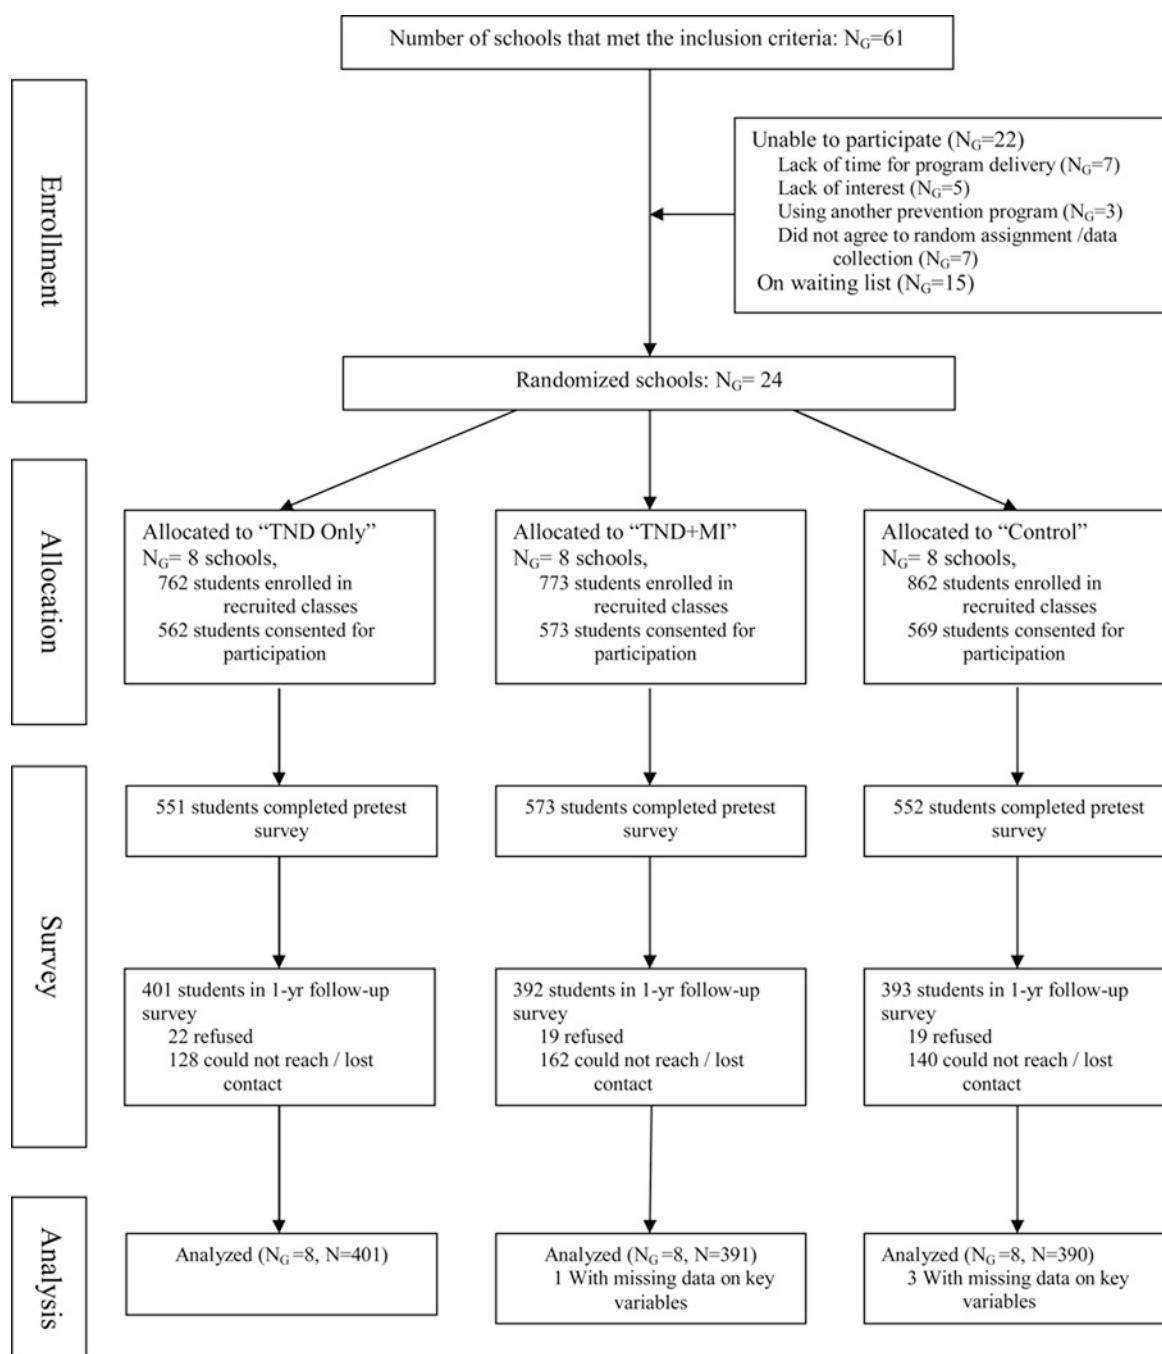 Number of schools that met the inclusion criteria: NG=61
Enrollment
Unable to participate (NG=22)
Lack of time for program delivery (NG=7)
Lack of interest (NG=5)
Using another prevention program (NG=3)
Did not agree to random assignment /data
collection (NG=7)
On waiting list (NG=15)
Randomized schools: NG= 24
Allocation
Allocated to “TND Only”
NG= 8 schools,
762 students enrolled in
recruited classes
562 students consented for
participation
Allocated to “TND+MI”
NG= 8 schools,
773 students enrolled in
recruited classes
573 students consented for
participation
Allocated to “Control”
NG= 8 schools,
862 students enrolled in
recruited classes
569 students consented for
participation
Survey
551 students completed pretest
survey
573 students completed pretest
survey
552 students completed pretest
survey
401 students in 1-yr follow-up
survey
22 refused
128 could not reach / lost
contact
392 students in 1-yr follow-up
survey
19 refused
162 could not reach / lost
contact
393 students in 1-yr follow-up
survey
19 refused
140 could not reach / lost
contact
Analysis
Analyzed (NG =8, N=401)
Analyzed (NG =8, N=391)
1 With missing data on key
variables
Analyzed (NG =8, N=390)
3 With missing data on key
variables